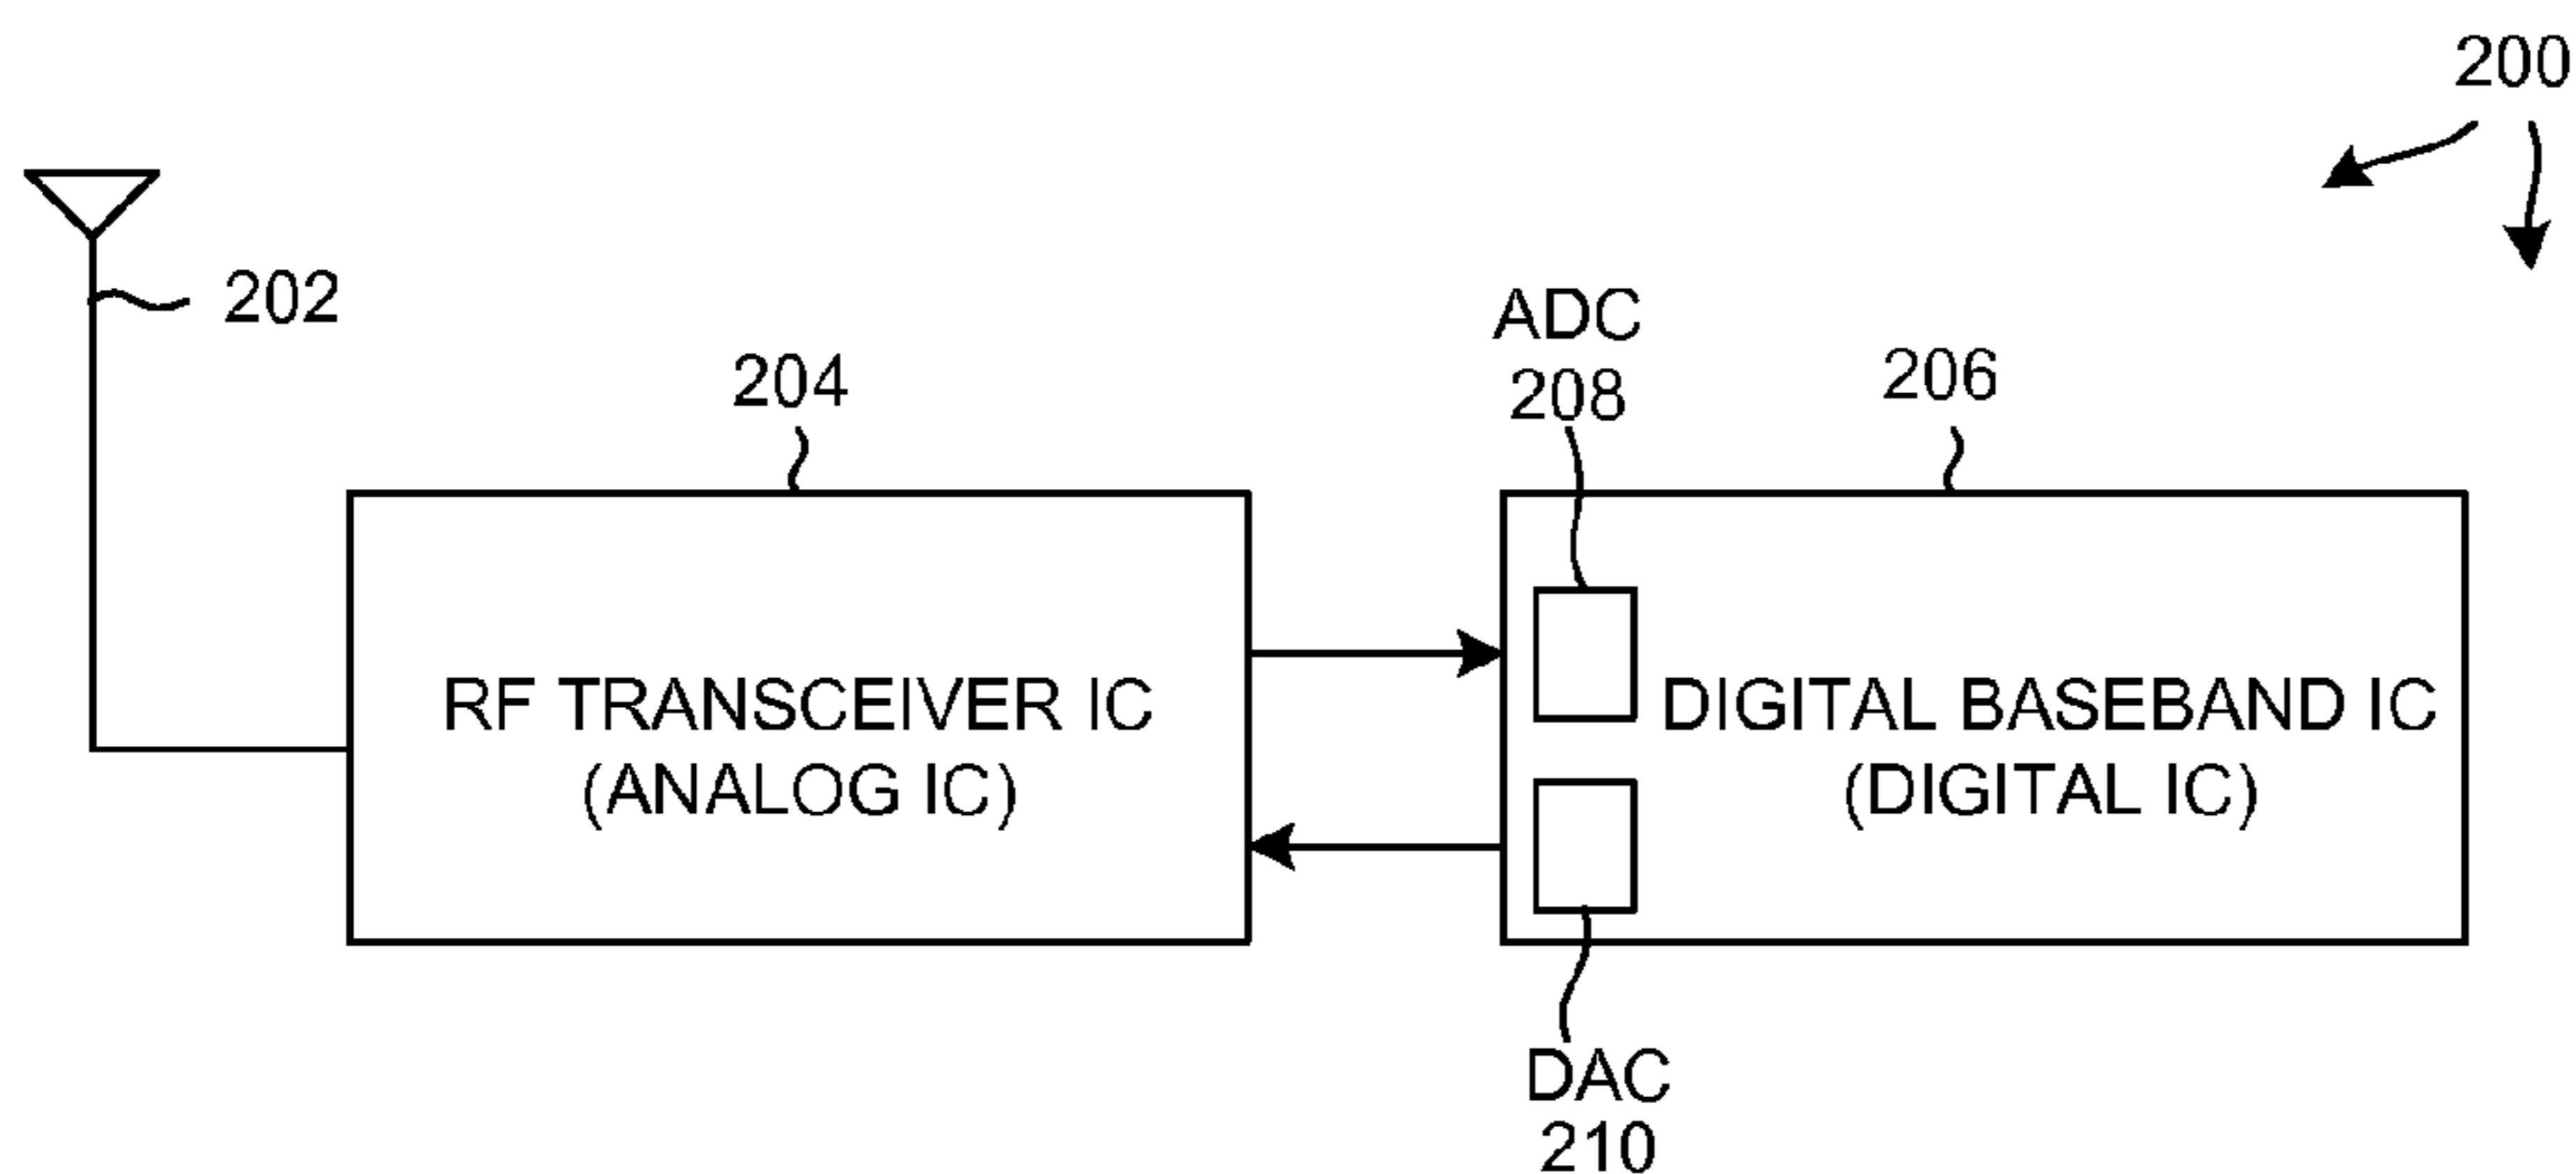 200
202
204
ADC
208
206
RF TRANSCEIVER IC
(ANALOG IC)
DIGITAL BASEBAND IC
(DIGITAL IC)
DAC
210